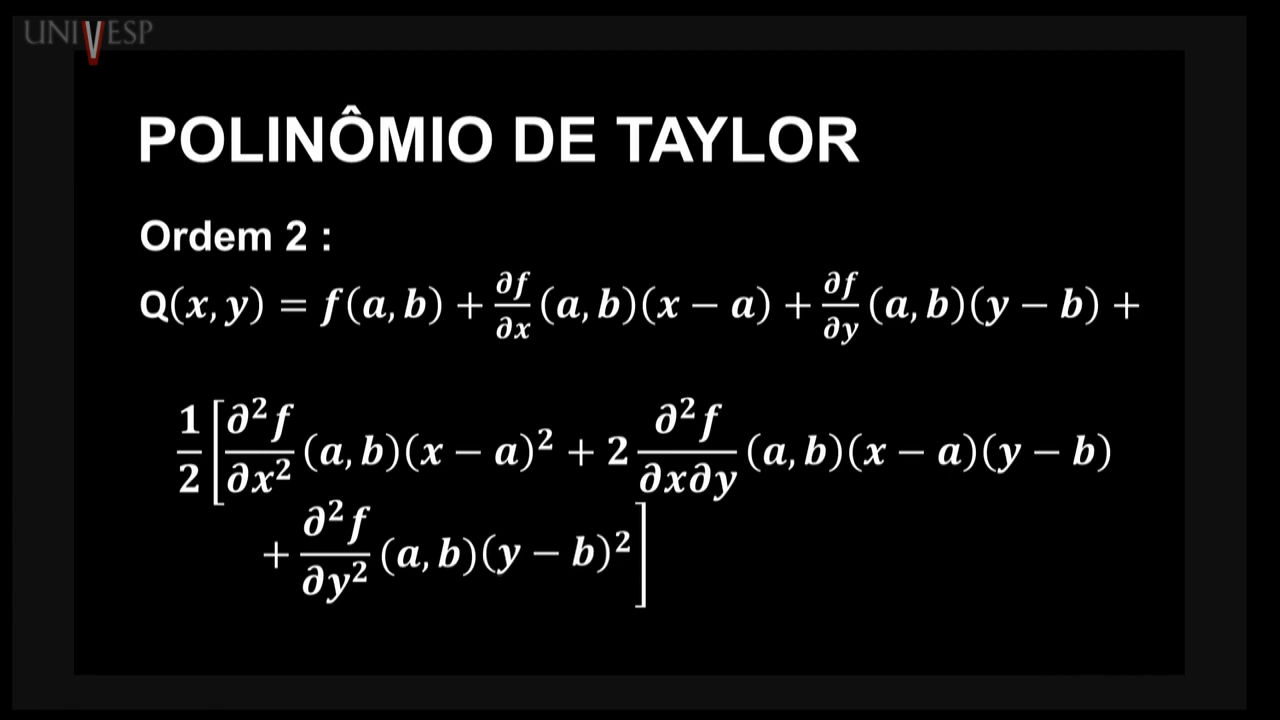 UNIVESP
POLINÔMIO DE TAYLOR
Ordem 2 :
Q(x, y) = f(a, b) + ∂f/∂x (a, b)(x − a) + ∂f/∂y (a, b)(y − b) +
1/2 [∂²f/∂x² (a, b)(x − a)² + 2 ∂²f/∂x∂y (a, b)(x − a)(y − b)
+ ∂²f/∂y² (a, b)(y − b)²]